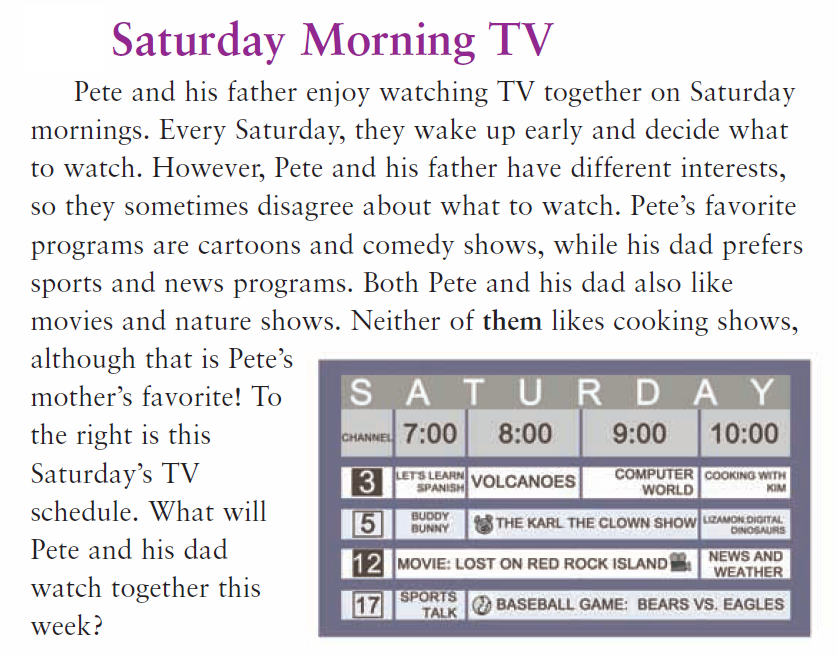 Saturday Morning TV
Pete and his father enjoy watching TV together on Saturday
mornings. Every Saturday, they wake up early and decide what
to watch. However, Pete and his father have different interests,
so they sometimes disagree about what to watch. Pete’s favorite
programs are cartoons and comedy shows, while his dad prefers
sports and news programs. Both Pete and his dad also like
movies and nature shows. Neither of them likes cooking shows,
although that is Pete’s
mother’s favorite! To
the right is this
Saturday’s TV
schedule. What will
Pete and his dad
watch together this
week?
SATURDAY
CHANNEL 7:00 8:00 9:00 10:00
3 LET'S LEARN SPANISH VOLCANOES COMPUTER WORLD COOKING WITH KIM
5 BUDDY BUNNY THE KARL THE CLOWN SHOW LIZAMON:DIGITAL DINOSAURS
12 MOVIE: LOST ON RED ROCK ISLAND NEWS AND WEATHER
17 SPORTS TALK BASEBALL GAME: BEARS VS. EAGLES